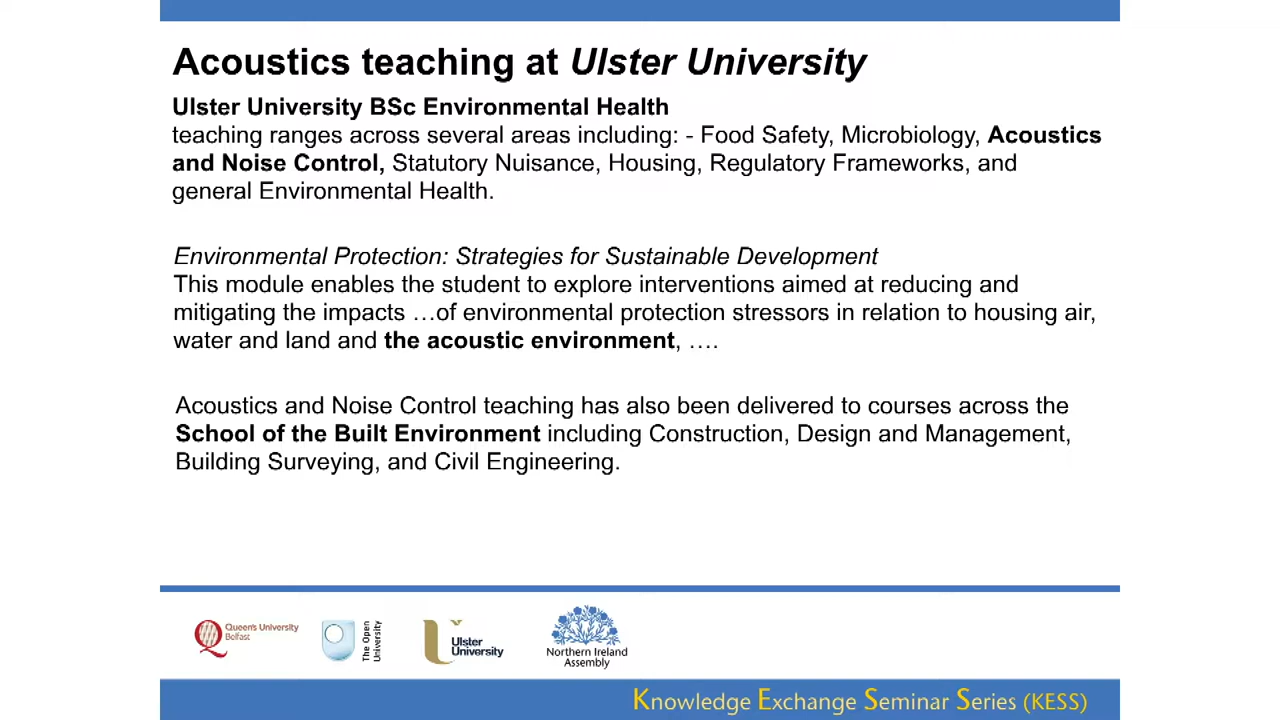 Acoustics teaching at Ulster University
Ulster University BSc Environmental Health
teaching ranges across several areas including: - Food Safety, Microbiology, Acoustics
and Noise Control, Statutory Nuisance, Housing, Regulatory Frameworks, and
general Environmental Health.
Environmental Protection: Strategies for Sustainable Development
This module enables the student to explore interventions aimed at reducing and
mitigating the impacts …of environmental protection stressors in relation to housing air,
water and land and the acoustic environment, ….
Acoustics and Noise Control teaching has also been delivered to courses across the
School of the Built Environment including Construction, Design and Management,
Building Surveying, and Civil Engineering.
Queen's University
Belfast
The Open
University
Ulster
University
Northern Ireland
Assembly
Knowledge Exchange Seminar Series (KESS)